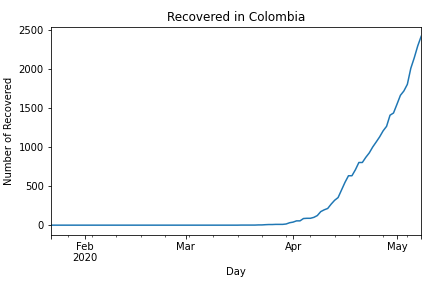 Recovered in Colombia
Number of Recovered
2500
2000
1500
1000
500
0
Feb
2020
Mar
Apr
May
Day